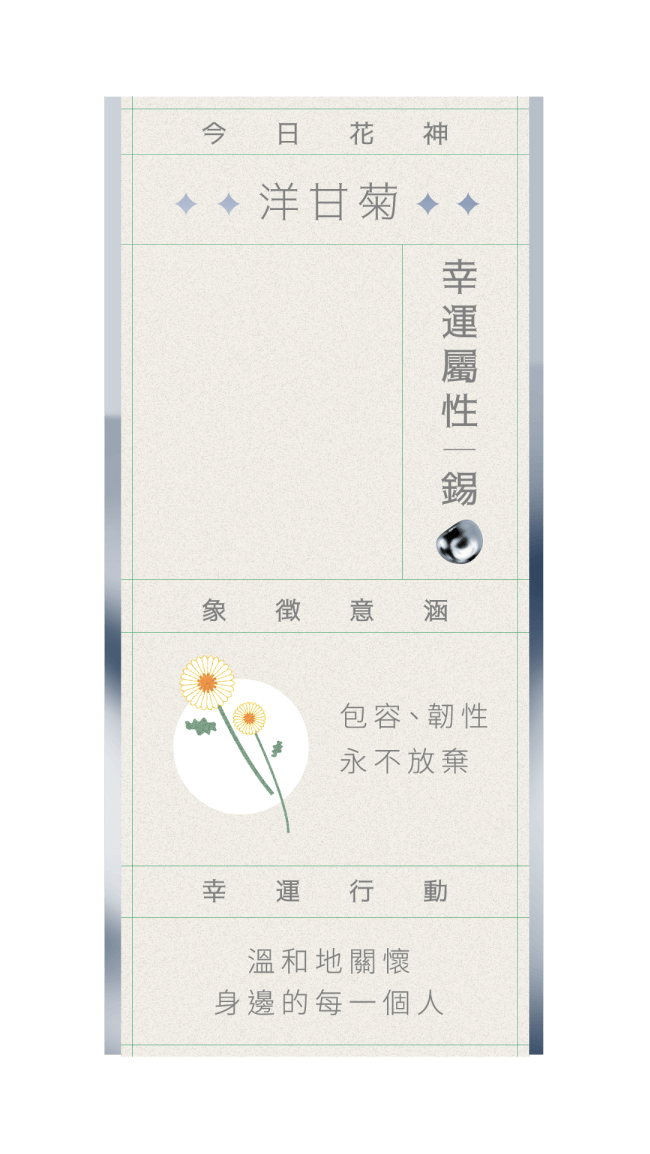 今日花神
洋甘菊
幸運屬性｜錫
象徵意涵
包容、韌性
永不放棄
幸運行動
溫和地關懷
身邊的每一個人